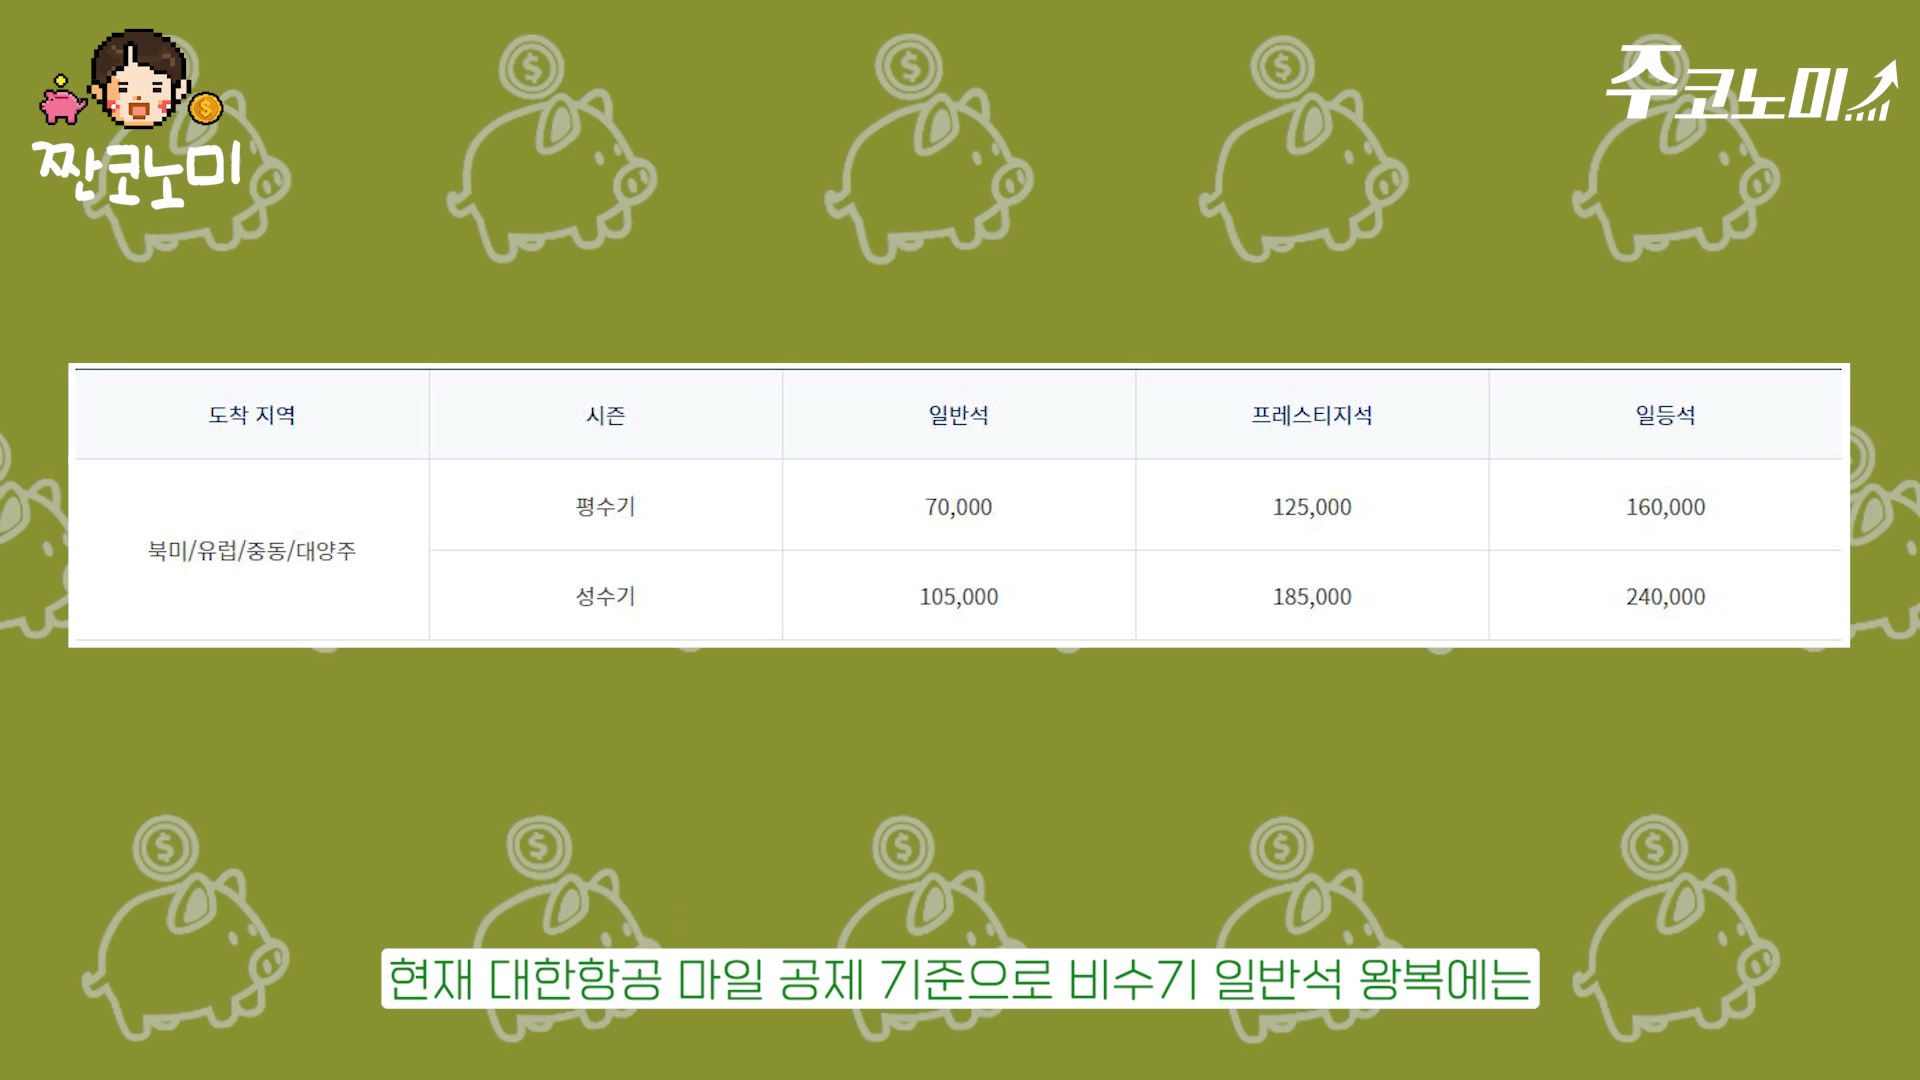 짠코노미
주코노미
도착 지역 시즌 일반석 프레스티지석 일등석
북미/유럽/중동/대양주 평수기 70,000 125,000 160,000
성수기 105,000 185,000 240,000
현재 대한항공 마일 공제 기준으로 비수기 일반석 왕복에는